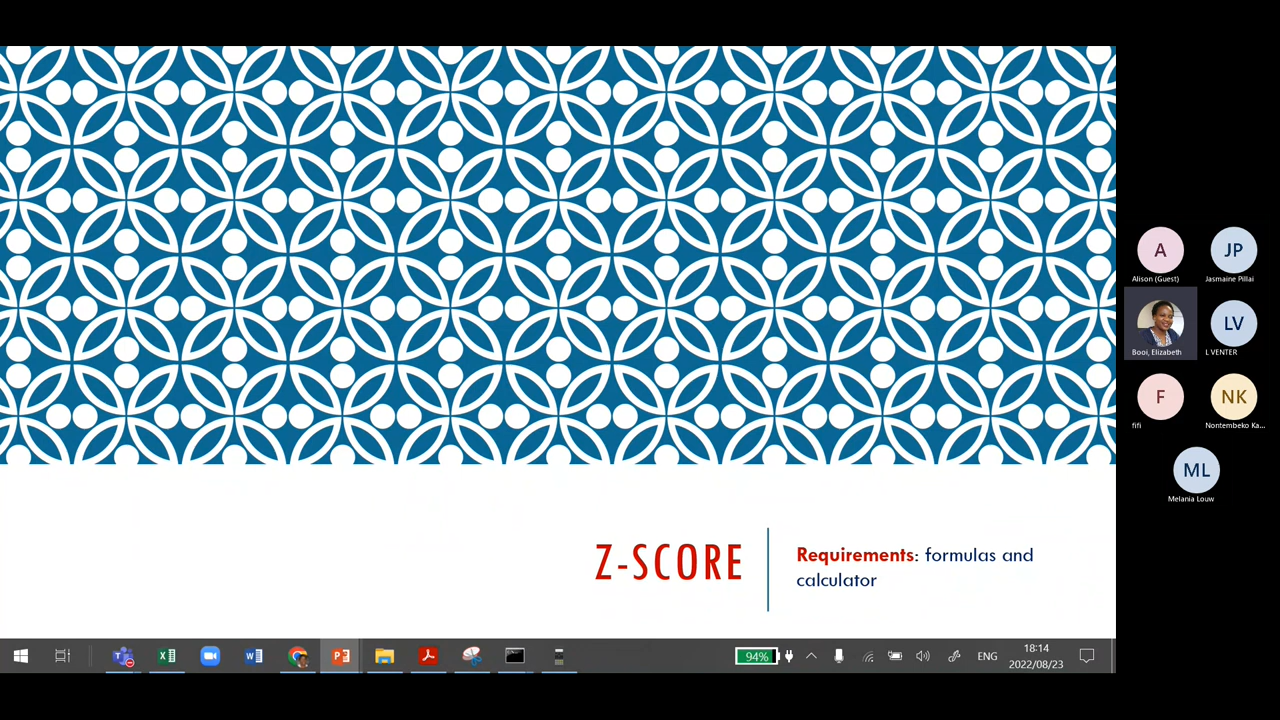 Z-SCORE
Requirements: formulas and
calculator
A
JP
Alison (Guest)
Jasmaine Pillai
LV
Booi, Elizabeth
L VENTER
F
NK
fifi
Nontembeko Ka...
ML
Melania Louw
94%
ENG
18:14
2022/08/23